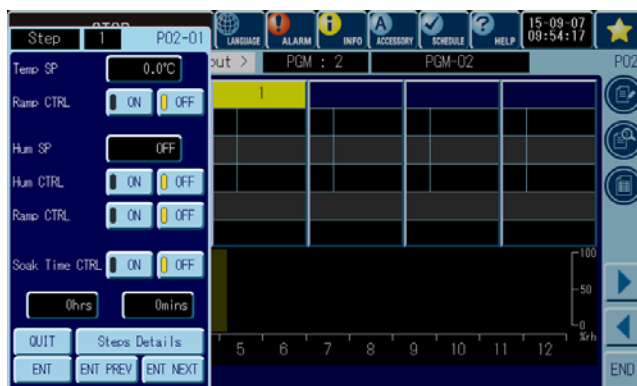 Step 1 P02-01
LANGUAGE ALARM INFO ACCESSORY SCHEDULE HELP 15-09-07
09:54:17
Temp SP 0.0℃
PGM : 2 PGM-02 P02
Ramp CTRL ON OFF
1
Hum SP OFF
Hum CTRL ON OFF
Ramp CTRL ON OFF
Soak Time CTRL ON OFF
100
50
0
%rh
0hrs 0mins
5 6 7 8 9 10 11 12
QUIT Steps Details
ENT ENT PREV ENT NEXT END